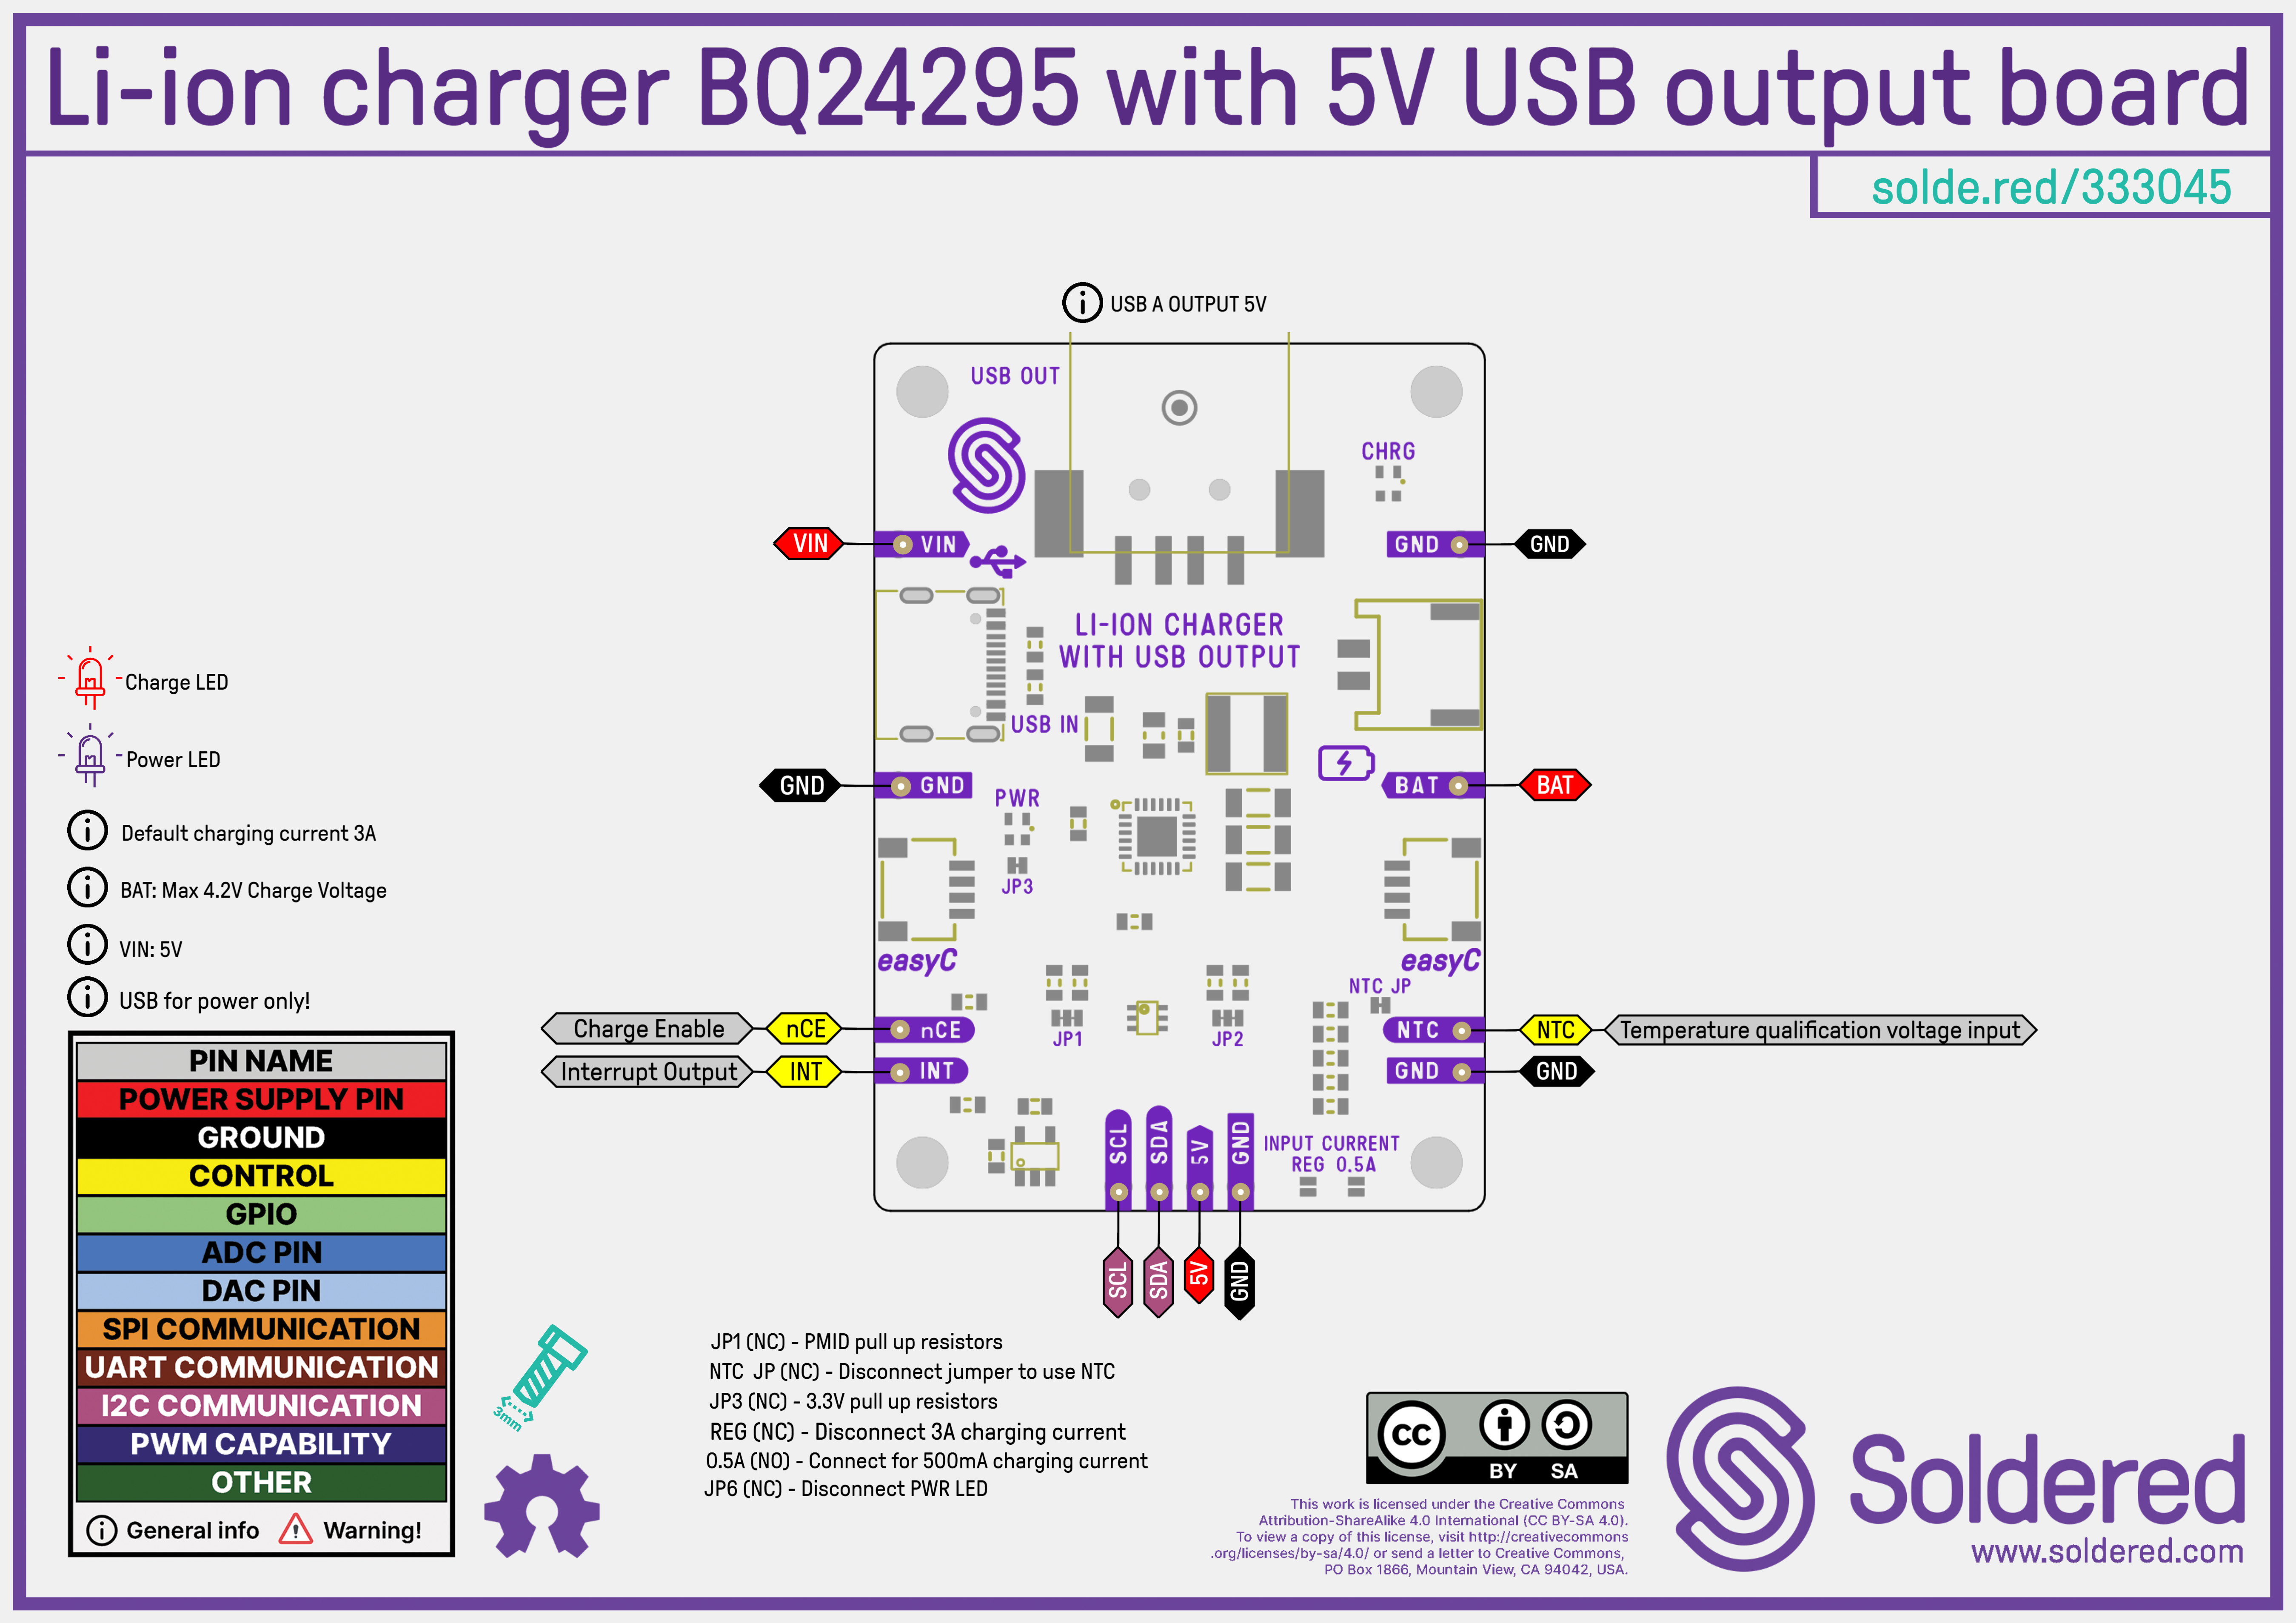 Li-ion charger BQ24295 with 5V USB output board
solde.red/333045
USB A OUTPUT 5V
USB OUT
CHRG
VIN
VIN
GND
GND
LI-ION CHARGER
WITH USB OUTPUT
USB IN
GND
GND
PWR
BAT
BAT
JP3
easyC
easyC
NTC JP
Charge Enable
nCE
nCE
JP1
JP2
NTC
NTC
Temperature qualification voltage input
Interrupt Output
INT
INT
GND
GND
SCL
SDA
5V
GND
INPUT CURRENT
REG 0.5A
SCL
SDA
5V
GND
Charge LED
Power LED
Default charging current 3A
BAT: Max 4.2V Charge Voltage
VIN: 5V
USB for power only!
PIN NAME
POWER SUPPLY PIN
GROUND
CONTROL
GPIO
ADC PIN
DAC PIN
SPI COMMUNICATION
UART COMMUNICATION
I2C COMMUNICATION
PWM CAPABILITY
OTHER
General info
Warning!
3mm
JP1 (NC) - PMID pull up resistors
NTC JP (NC) - Disconnect jumper to use NTC
JP3 (NC) - 3.3V pull up resistors
REG (NC) - Disconnect 3A charging current
0.5A (NO) - Connect for 500mA charging current
JP6 (NC) - Disconnect PWR LED
CC
BY SA
This work is licensed under the Creative Commons
Attribution-ShareAlike 4.0 International (CC BY-SA 4.0).
To view a copy of this license, visit http://creativecommons
.org/licenses/by-sa/4.0/ or send a letter to Creative Commons,
PO Box 1866, Mountain View, CA 94042, USA.
Soldered
www.soldered.com